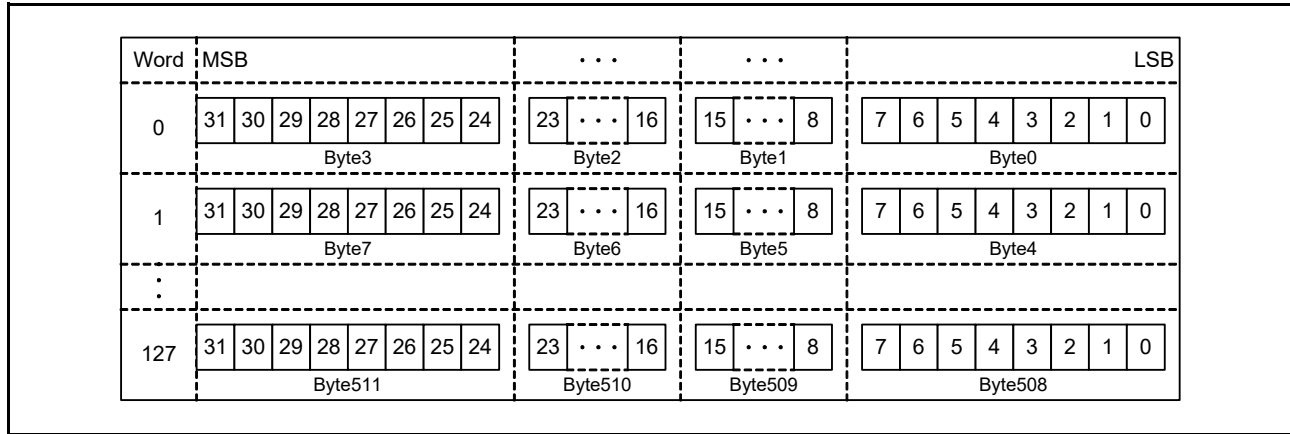 Word MSB · · · · · · LSB
0 31 30 29 28 27 26 25 24 23 · · · 16 15 · · · 8 7 6 5 4 3 2 1 0
Byte3 Byte2 Byte1 Byte0
1 31 30 29 28 27 26 25 24 23 · · · 16 15 · · · 8 7 6 5 4 3 2 1 0
Byte7 Byte6 Byte5 Byte4
· · ·
127 31 30 29 28 27 26 25 24 23 · · · 16 15 · · · 8 7 6 5 4 3 2 1 0
Byte511 Byte510 Byte509 Byte508